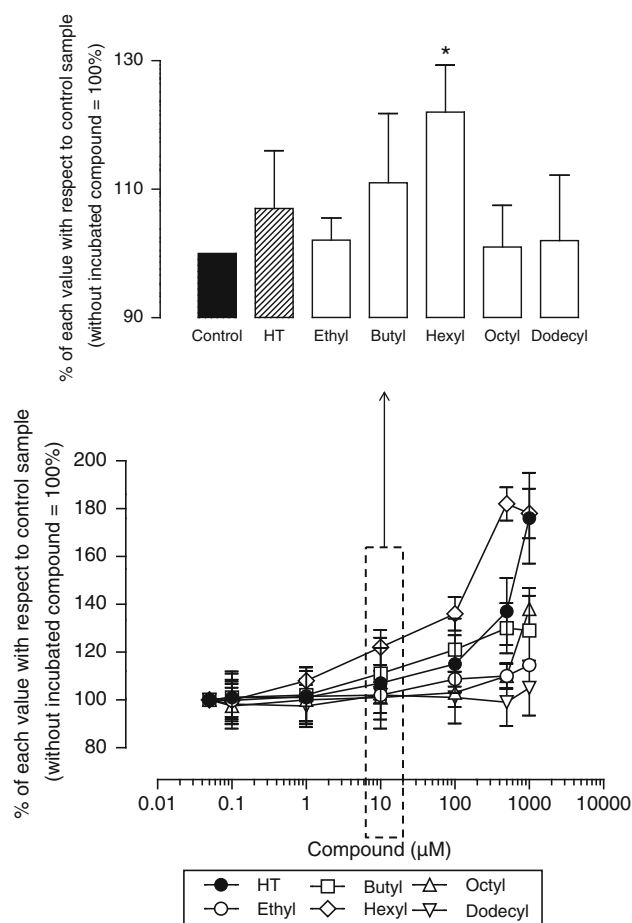 % of each value with respect to control sample
(without incubated compound = 100%)
130
110
90
*
Control HT Ethyl Butyl Hexyl Octyl Dodecyl
% of each value with respect to control sample
(without incubated compound = 100%)
200
180
160
140
120
100
80
0.01 0.1 1 10 100 1000 10000
Compound (µM)
HT Butyl Octyl
Ethyl Hexyl Dodecyl